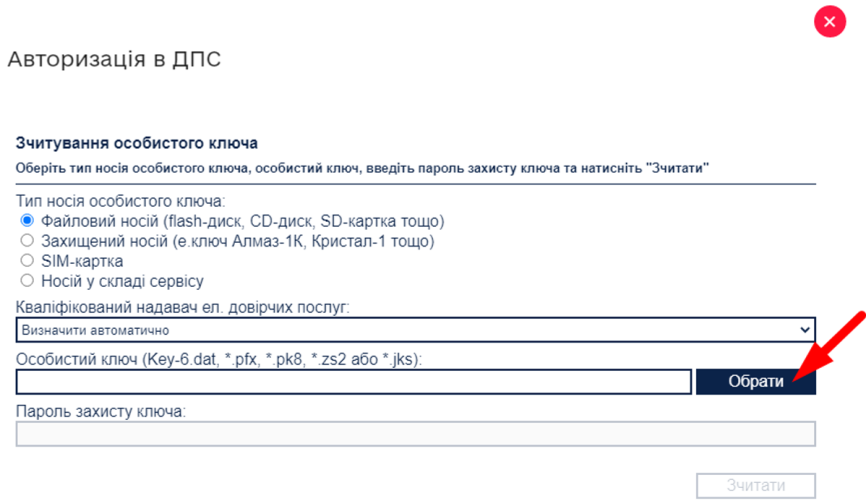 Авторизація в ДПС
Зчитування особистого ключа
Оберіть тип носія особистого ключа, особистий ключ, введіть пароль захисту ключа та натисніть "Зчитати"
Тип носія особистого ключа:
Файловий носій (flash-диск, CD-диск, SD-картка тощо)
Захищений носій (е.ключ Алмаз-1К, Кристал-1 тощо)
SIM-картка
Носій у складі сервісу
Кваліфікований надавач ел. довірчих послуг:
Визначити автоматично
Особистий ключ (Key-6.dat, *.pfx, *.pk8, *.zs2 або *.jks):
Обрати
Пароль захисту ключа:
Зчитати